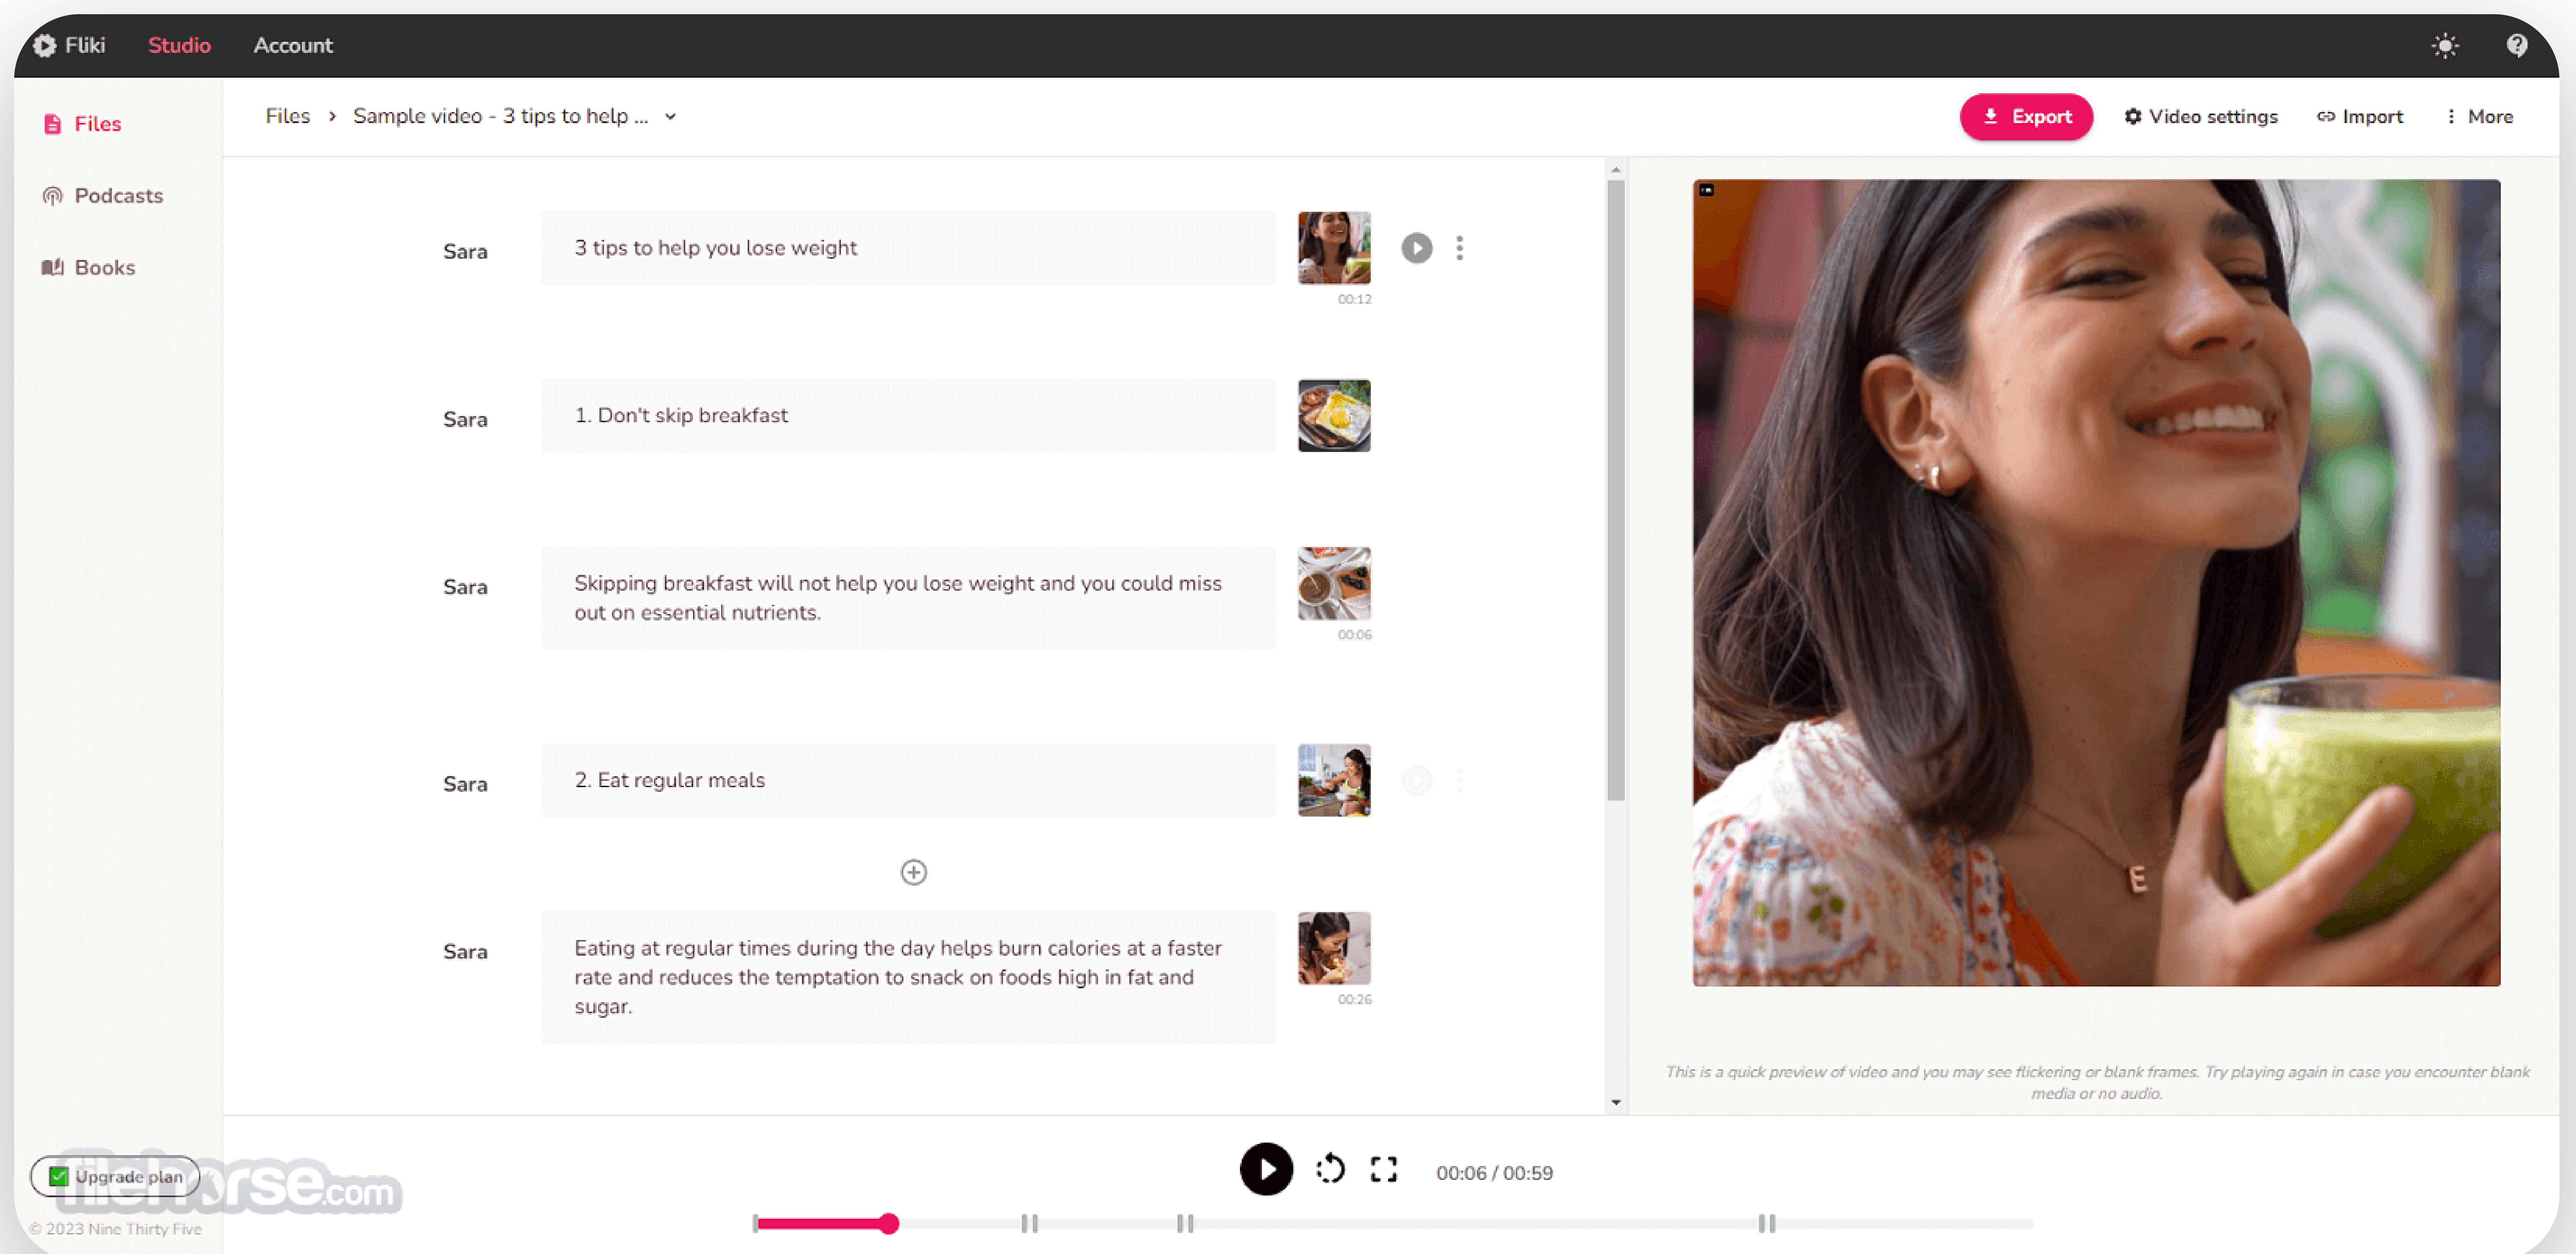 Fliki Studio Account
Files
Podcasts
Books
Files › Sample video - 3 tips to help ...
Export Video settings Import More
Sara 3 tips to help you lose weight
00:12
Sara 1. Don't skip breakfast
Sara Skipping breakfast will not help you lose weight and you could miss
out on essential nutrients.
00:06
Sara 2. Eat regular meals
Sara Eating at regular times during the day helps burn calories at a faster
rate and reduces the temptation to snack on foods high in fat and
sugar.
00:26
E
This is a quick preview of video and you may see flickering or blank frames. Try playing again in case you encounter blank
media or no audio.
00:06 / 00:59
Upgrade plan
filehorse.com
© 2023 Nine Thirty Five